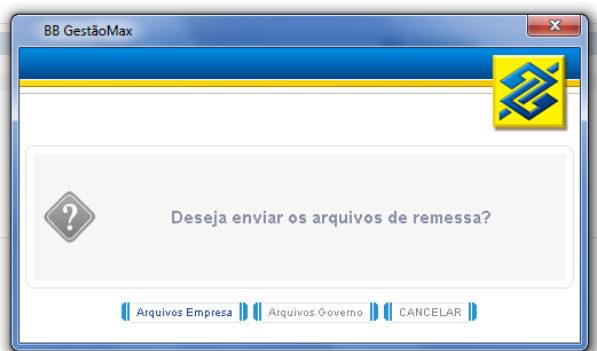 BB GestãoMax
Deseja enviar os arquivos de remessa?
Arquivos Empresa Arquivos Governo CANCELAR